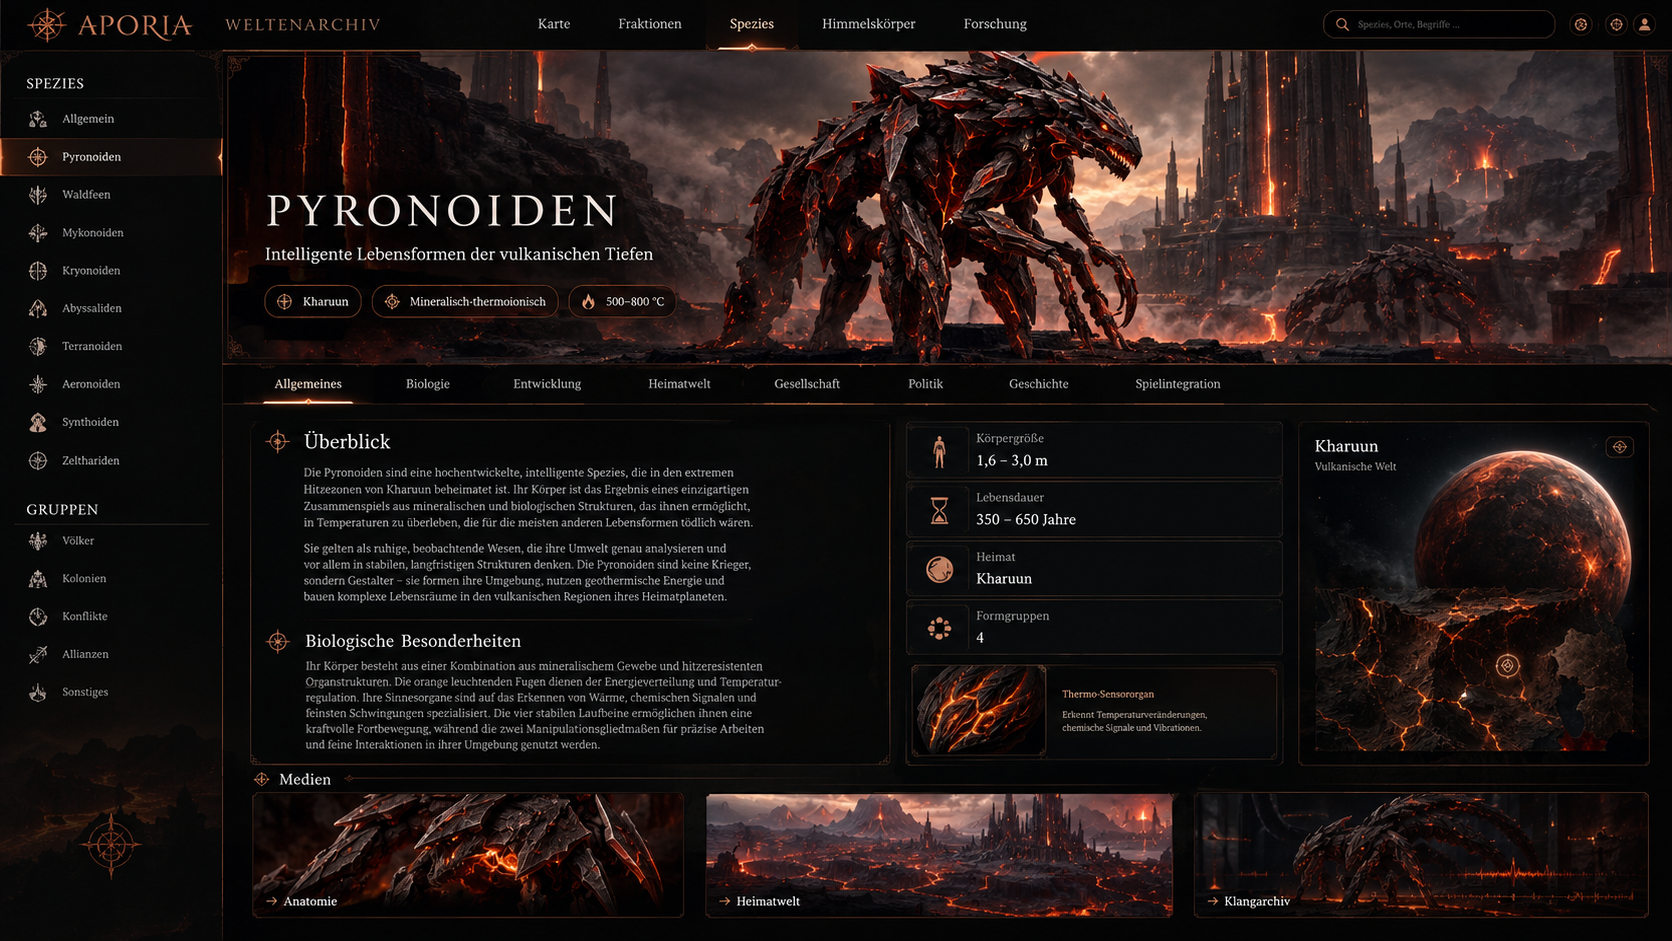 APORIA
WELTENARCHIV
Karte
Fraktionen
Spezies
Himmelskörper
Forschung
Spezies, Orte, Begriffe ...
SPEZIES
Allgemein
Pyronoiden
Waldfeen
Mykonoiden
Kryonoiden
Abyssaliden
Terranoiden
Aeronoiden
Synthoiden
Zelthariden
GRUPPEN
Völker
Kolonien
Konflikte
Allianzen
Sonstiges
PYRONOIDEN
Intelligente Lebensformen der vulkanischen Tiefen
Kharuun
Mineralisch-thermoionisch
500–800 °C
Allgemeines
Biologie
Entwicklung
Heimatwelt
Gesellschaft
Politik
Geschichte
Spielintegration
Überblick
Die Pyronoiden sind eine hochentwickelte, intelligente Spezies, die in den extremen
Hitzezonen von Kharuun beheimatet ist. Ihr Körper ist das Ergebnis eines einzigartigen
Zusammenspiels aus mineralischen und biologischen Strukturen, das ihnen ermöglicht,
in Temperaturen zu überleben, die für die meisten anderen Lebensformen tödlich wären.
Sie gelten als ruhige, beobachtende Wesen, die ihre Umwelt genau analysieren und
vor allem in stabilen, langfristigen Strukturen denken. Die Pyronoiden sind keine Krieger,
sondern Gestalter – sie formen ihre Umgebung, nutzen geothermische Energie und
bauen komplexe Lebensräume in den vulkanischen Regionen ihres Heimatplaneten.
Biologische Besonderheiten
Ihr Körper besteht aus einer Kombination aus mineralischem Gewebe und hitzeresistenten
Organstrukturen. Die orange leuchtenden Fugen dienen der Energieverteilung und Temperatur-
regulation. Ihre Sinnesorgane sind auf das Erkennen von Wärme, chemischen Signalen und
feinsten Schwingungen spezialisiert. Die vier stabilen Laufbeine ermöglichen ihnen eine
kraftvolle Fortbewegung, während die zwei Manipulationsgliedmaßen für präzise Arbeiten
und feine Interaktionen in ihrer Umgebung genutzt werden.
Körpergröße
1,6 – 3,0 m
Lebensdauer
350 – 650 Jahre
Heimat
Kharuun
Formgruppen
4
Thermo-Sensororgan
Erkennt Temperaturveränderungen,
chemische Signale und Vibrationen.
Kharuun
Vulkanische Welt
Medien
→ Anatomie
→ Heimatwelt
→ Klangarchiv